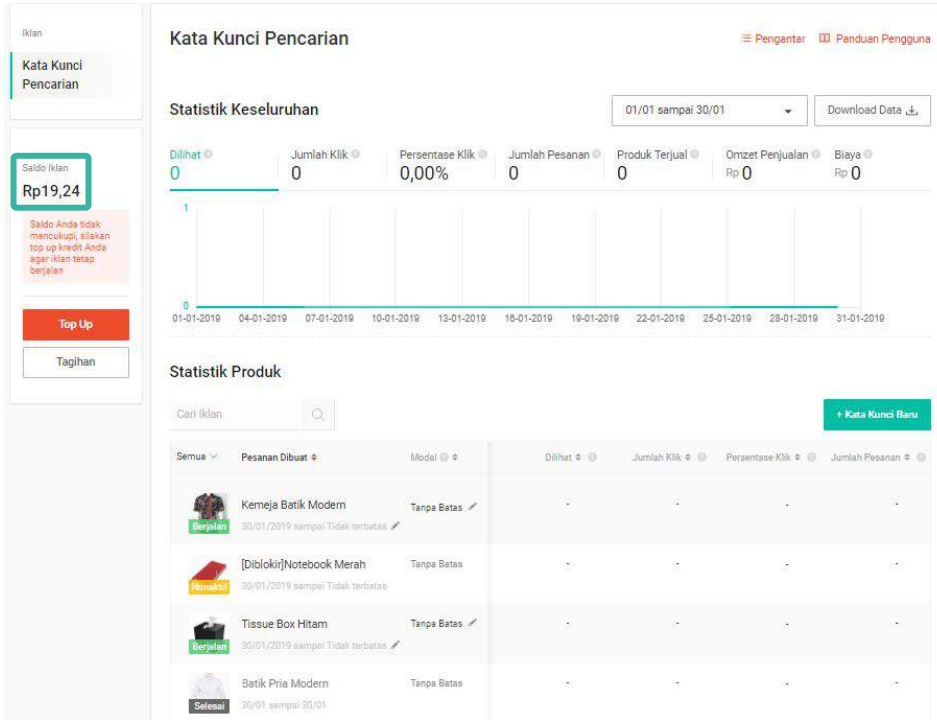 Iklan
Kata Kunci
Pencarian
Saldo Iklan
Rp19,24
Saldo Anda tidak
mencukupi, silakan
top up kredit Anda
agar iklan tetap
berjalan
Top Up
Tagihan
Kata Kunci Pencarian
Pengantar Panduan Pengguna
Statistik Keseluruhan
01/01 sampai 30/01 Download Data
Dilihat Jumlah Klik Persentase Klik Jumlah Pesanan Produk Terjual Omzet Penjualan Biaya
0 0 0,00% 0 0 Rp 0 Rp 0
1
0
01-01-2019 04-01-2019 07-01-2019 10-01-2019 13-01-2019 16-01-2019 19-01-2019 22-01-2019 25-01-2019 28-01-2019 31-01-2019
Statistik Produk
Cari Iklan + Kata Kunci Baru
Semua Pesanan Dibuat Modal Dilihat Jumlah Klik Persentase Klik Jumlah Pesanan
Kemeja Batik Modern Tanpa Batas - - - -
Berjalan 30/01/2019 sampai Tidak terbatas
[Diblokir]Notebook Merah Tanpa Batas - - - -
Nonaktif 30/01/2019 sampai Tidak terbatas
Tissue Box Hitam Tanpa Batas - - - -
Berjalan 30/01/2019 sampai Tidak terbatas
Batik Pria Modern Tanpa Batas - - - -
Selesai 30/01 sampai 30/01